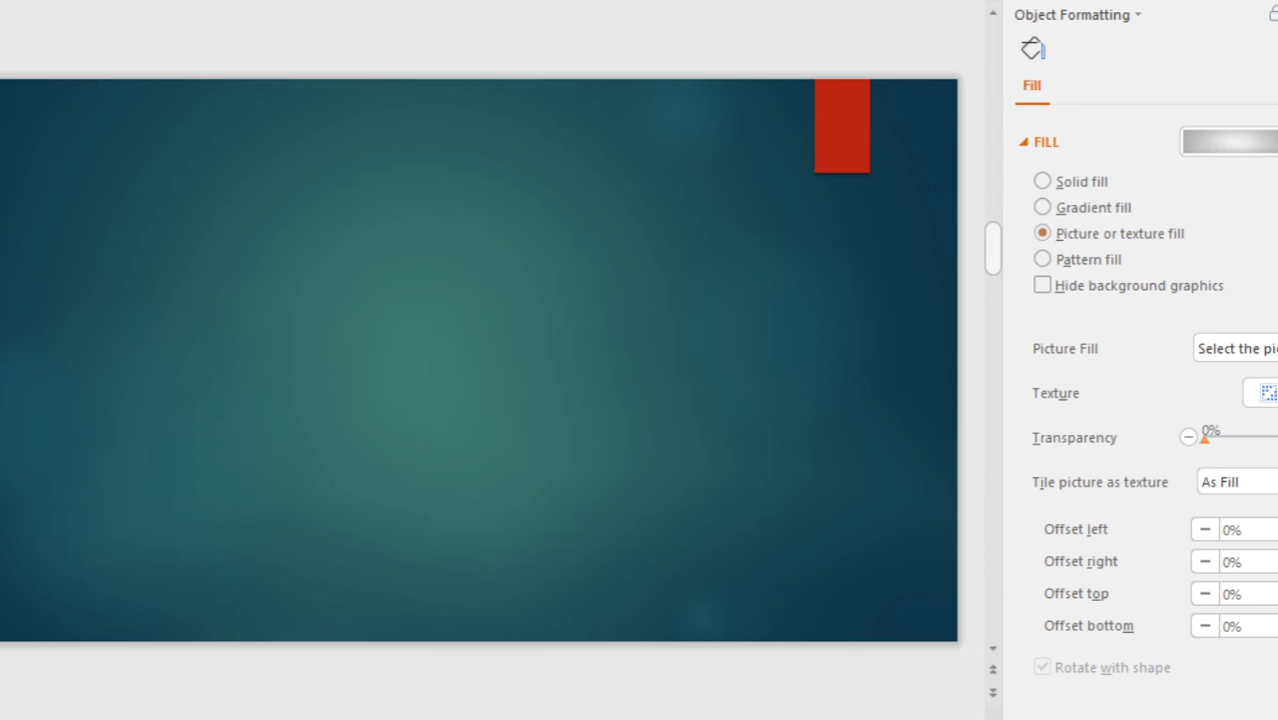 Object Formatting
Fill
FILL
Solid fill
Gradient fill
Picture or texture fill
Pattern fill
Hide background graphics
Picture Fill
Select the pi
Texture
Transparency
0%
Tile picture as texture
As Fill
Offset left
0%
Offset right
0%
Offset top
0%
Offset bottom
0%
Rotate with shape